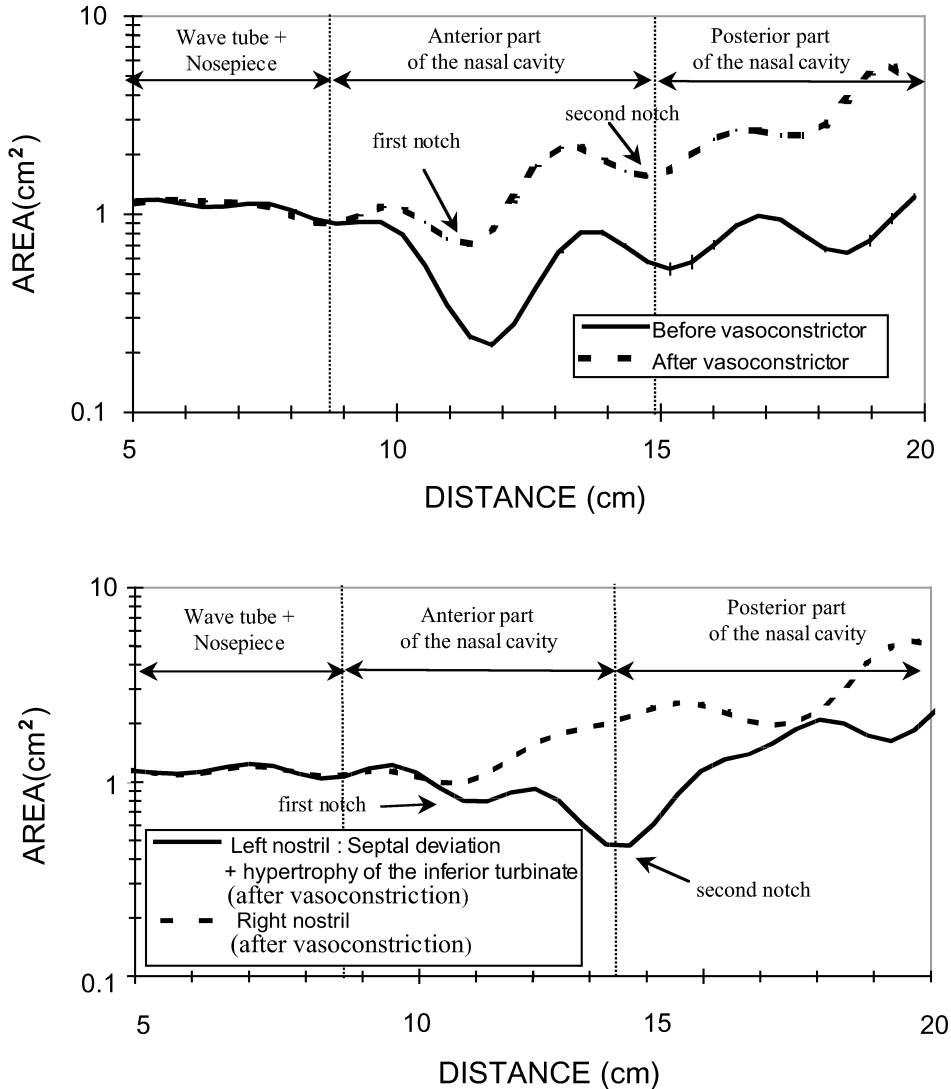 10
Wave tube +
Nosepiece
Anterior part
of the nasal cavity
Posterior part
of the nasal cavity
first notch
second notch
AREA(cm²)
1
Before vasoconstrictor
After vasoconstrictor
0.1
5 10 15 20
DISTANCE (cm)
10
Wave tube +
Nosepiece
Anterior part
of the nasal cavity
Posterior part
of the nasal cavity
AREA(cm²)
1
first notch
Left nostril : Septal deviation
+ hypertrophy of the inferior turbinate
(after vasoconstriction)
Right nostril
(after vasoconstriction)
second notch
0.1
5 10 15 20
DISTANCE (cm)